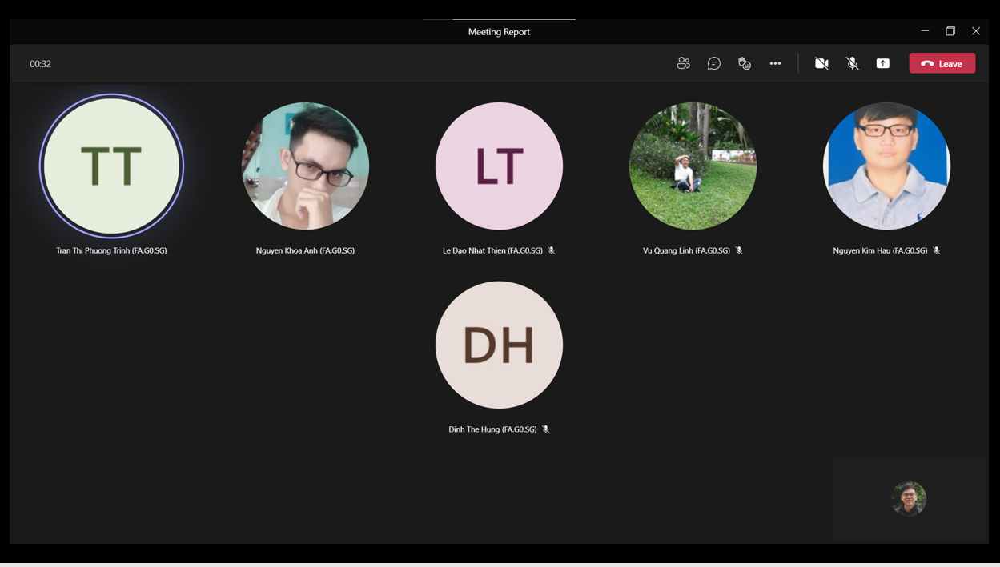 Meeting Report
00:32
Leave
TT
LT
Tran Thi Phuong Trinh (FA.G0.SG)
Nguyen Khoa Anh (FA.G0.SG)
Le Dao Nhat Thien (FA.G0.SG)
Vu Quang Linh (FA.G0.SG)
Nguyen Kim Hau (FA.G0.SG)
DH
Dinh The Hung (FA.G0.SG)